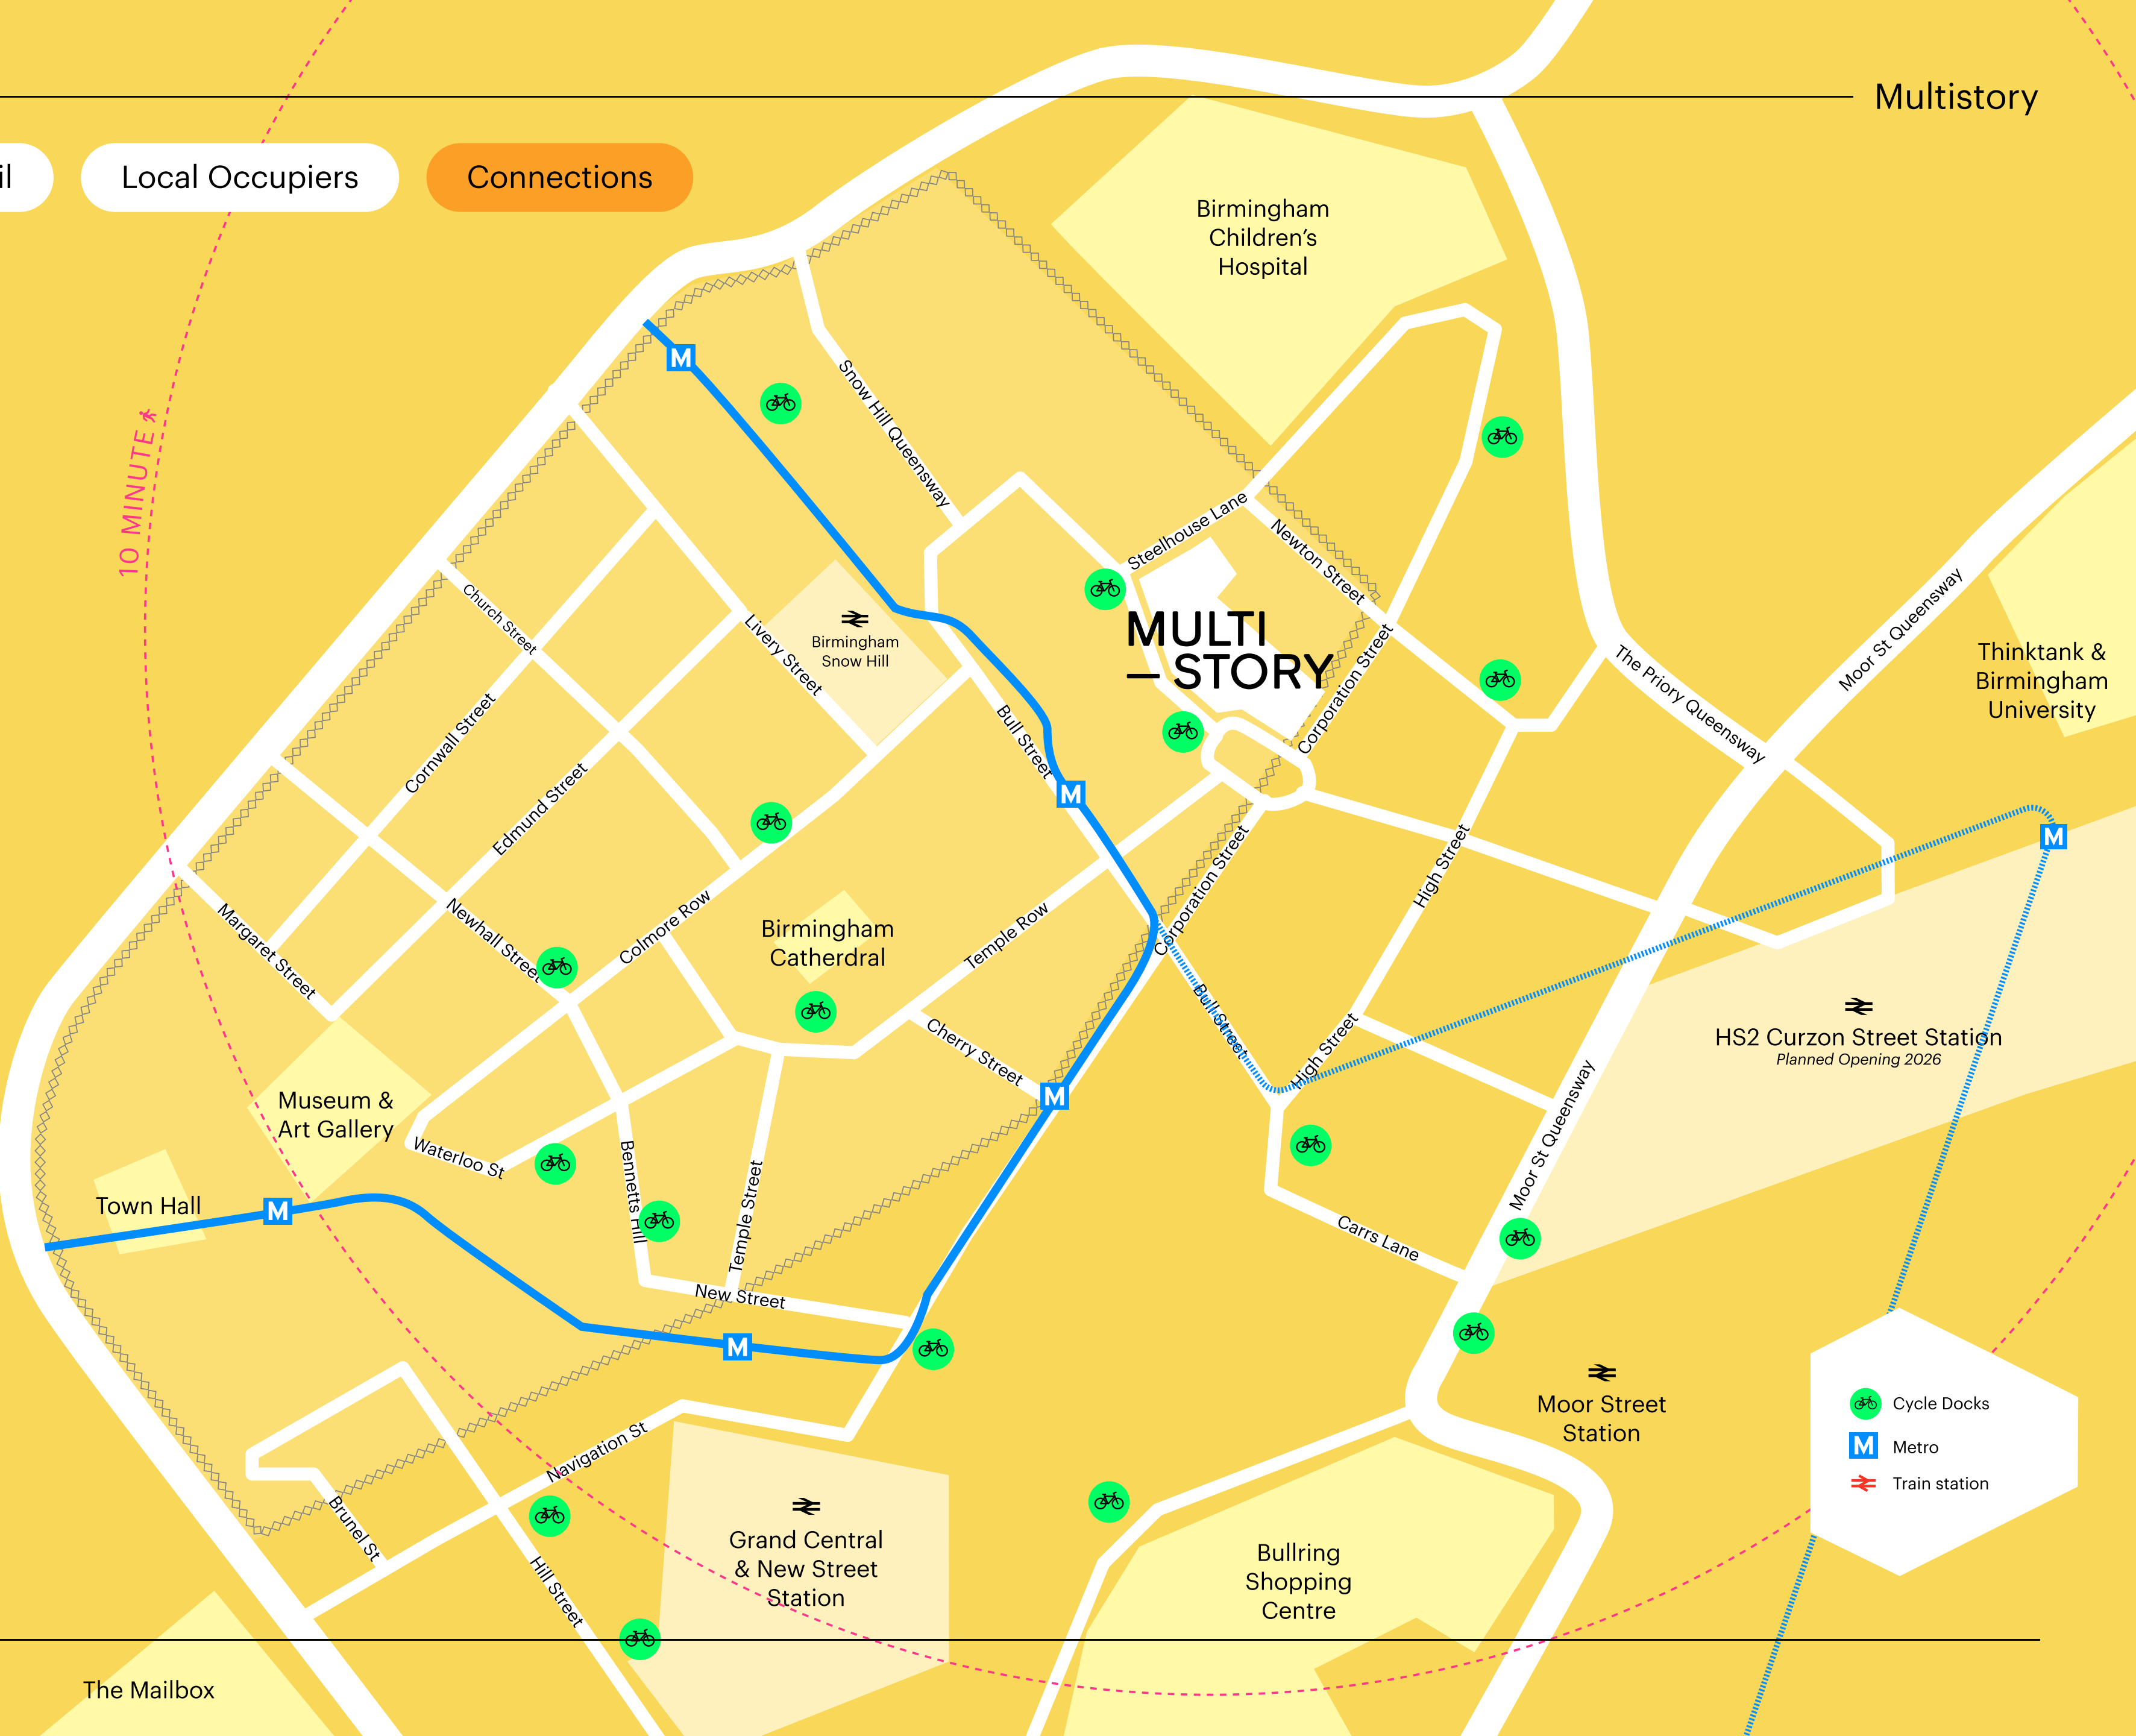 Multistory
il
Local Occupiers
Connections
Birmingham
Children's
Hospital
M
10 MINUTE
Snow Hill Queensway
Steelhouse Lane
Newton Street
Church Street
Livery Street
Birmingham
Snow Hill
MULTI
—STORY
Corporation Street
The Priory Queensway
Moor St Queensway
Thinktank &
Birmingham
University
Cornwall Street
Edmund Street
Bull Street
M
M
High Street
Corporation Street
Margaret Street
Newhall Street
Colmore Row
Birmingham
Catherdral
Temple Row
Bull Street
High Street
HS2 Curzon Street Station
Planned Opening 2026
Cherry Street
M
Museum &
Art Gallery
Waterloo St
Bennetts Hill
Temple Street
Moor St Queensway
Town Hall
M
Carrs Lane
New Street
M
Moor Street
Station
Cycle Docks
M
Metro
Train station
Navigation St
Brunel St
Hill Street
Grand Central
& New Street
Station
Bullring
Shopping
Centre
The Mailbox